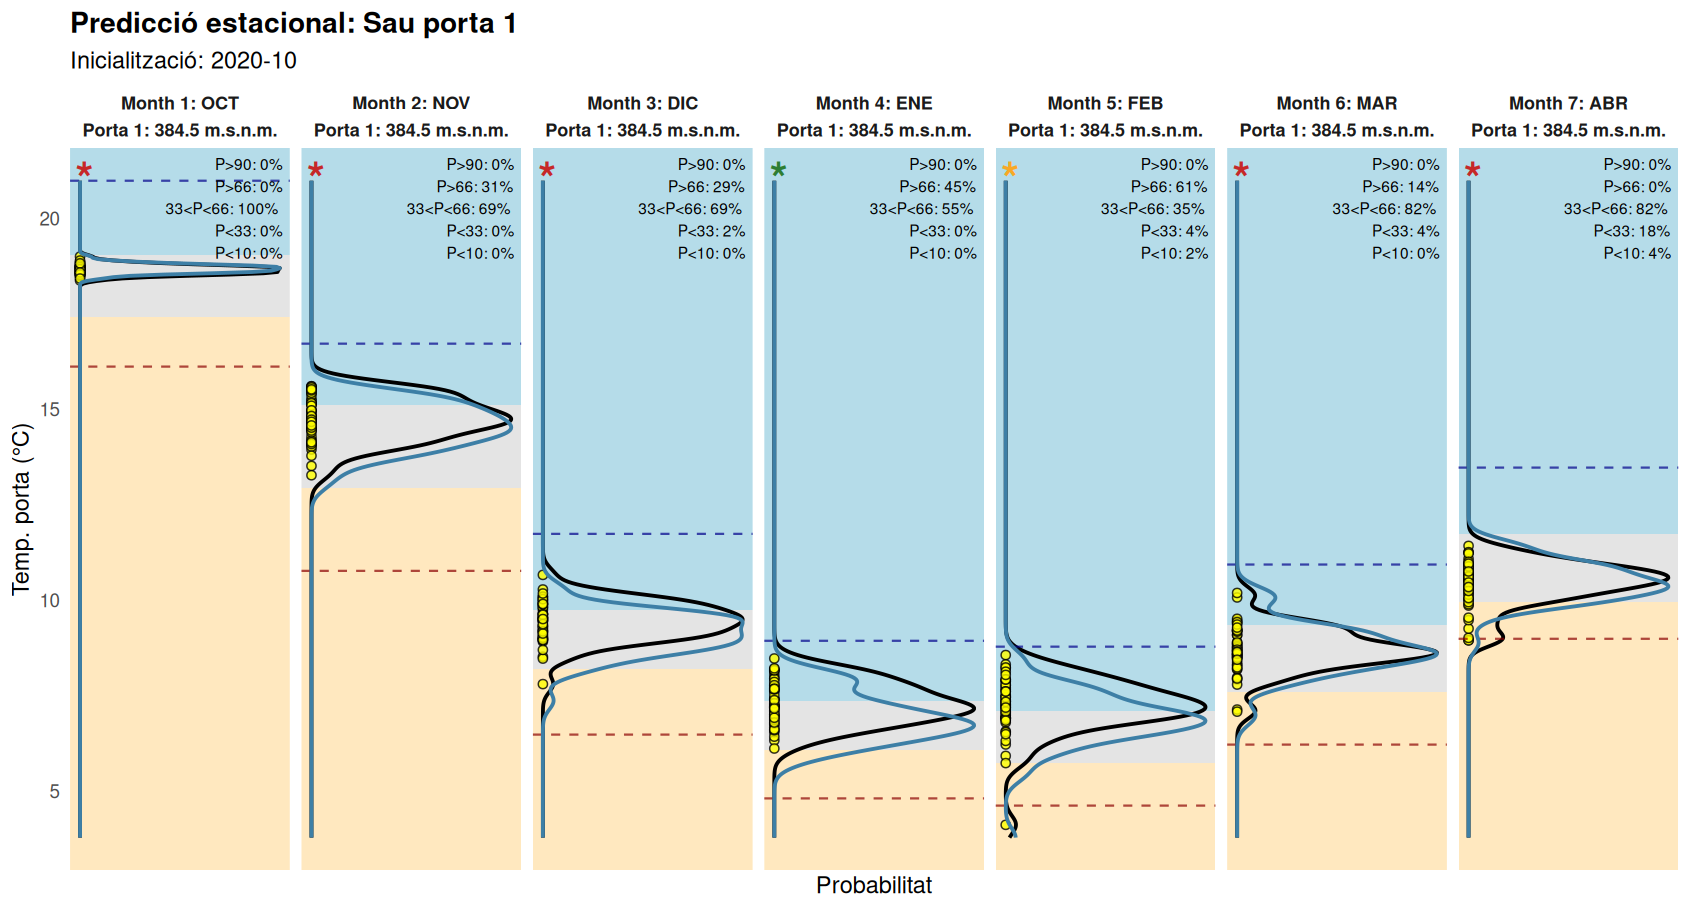 Predicció estacional: Sau porta 1
Inicialització: 2020-10
Month 1: OCT
Porta 1: 384.5 m.s.n.m.
Month 2: NOV
Porta 1: 384.5 m.s.n.m.
Month 3: DIC
Porta 1: 384.5 m.s.n.m.
Month 4: ENE
Porta 1: 384.5 m.s.n.m.
Month 5: FEB
Porta 1: 384.5 m.s.n.m.
Month 6: MAR
Porta 1: 384.5 m.s.n.m.
Month 7: ABR
Porta 1: 384.5 m.s.n.m.
P>90: 0%
P>66: 0%
33<P<66: 100%
P<33: 0%
P<10: 0%
P>90: 0%
P>66: 31%
33<P<66: 69%
P<33: 0%
P<10: 0%
P>90: 0%
P>66: 29%
33<P<66: 69%
P<33: 2%
P<10: 0%
P>90: 0%
P>66: 45%
33<P<66: 55%
P<33: 0%
P<10: 0%
P>90: 0%
P>66: 61%
33<P<66: 35%
P<33: 4%
P<10: 2%
P>90: 0%
P>66: 14%
33<P<66: 82%
P<33: 4%
P<10: 0%
P>90: 0%
P>66: 0%
33<P<66: 82%
P<33: 18%
P<10: 4%
20
15
10
5
Temp. porta (°C)
Probabilitat